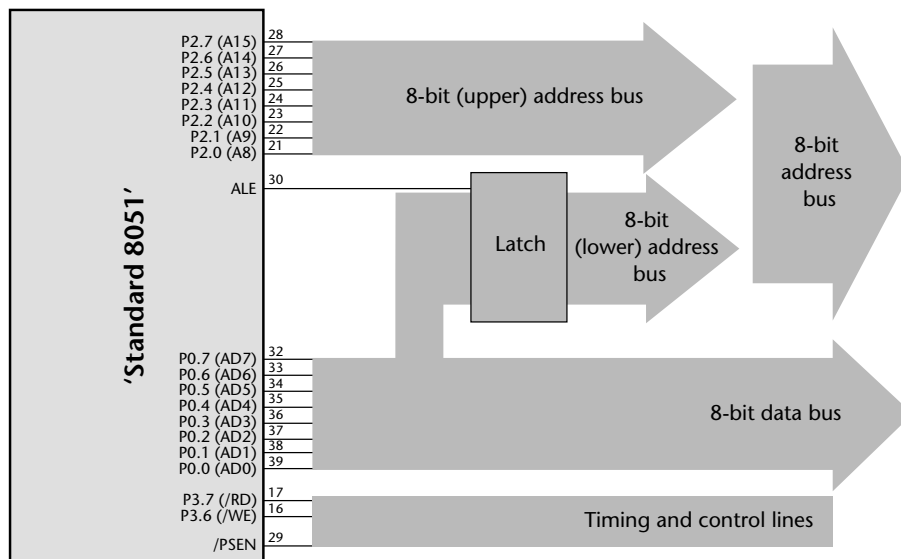 P2.7 (A15) 28
P2.6 (A14) 27
P2.5 (A13) 26
P2.4 (A12) 25
P2.3 (A11) 24
P2.2 (A10) 23
P2.1 (A9) 22
P2.0 (A8) 21
ALE 30
'Standard 8051'
P0.7 (AD7) 32
P0.6 (AD6) 33
P0.5 (AD5) 34
P0.4 (AD4) 35
P0.3 (AD3) 36
P0.2 (AD2) 37
P0.1 (AD1) 38
P0.0 (AD0) 39
P3.7 (/RD) 17
P3.6 (/WE) 16
/PSEN 29
8-bit (upper) address bus
Latch
8-bit
(lower) address
bus
8-bit
address
bus
8-bit data bus
Timing and control lines